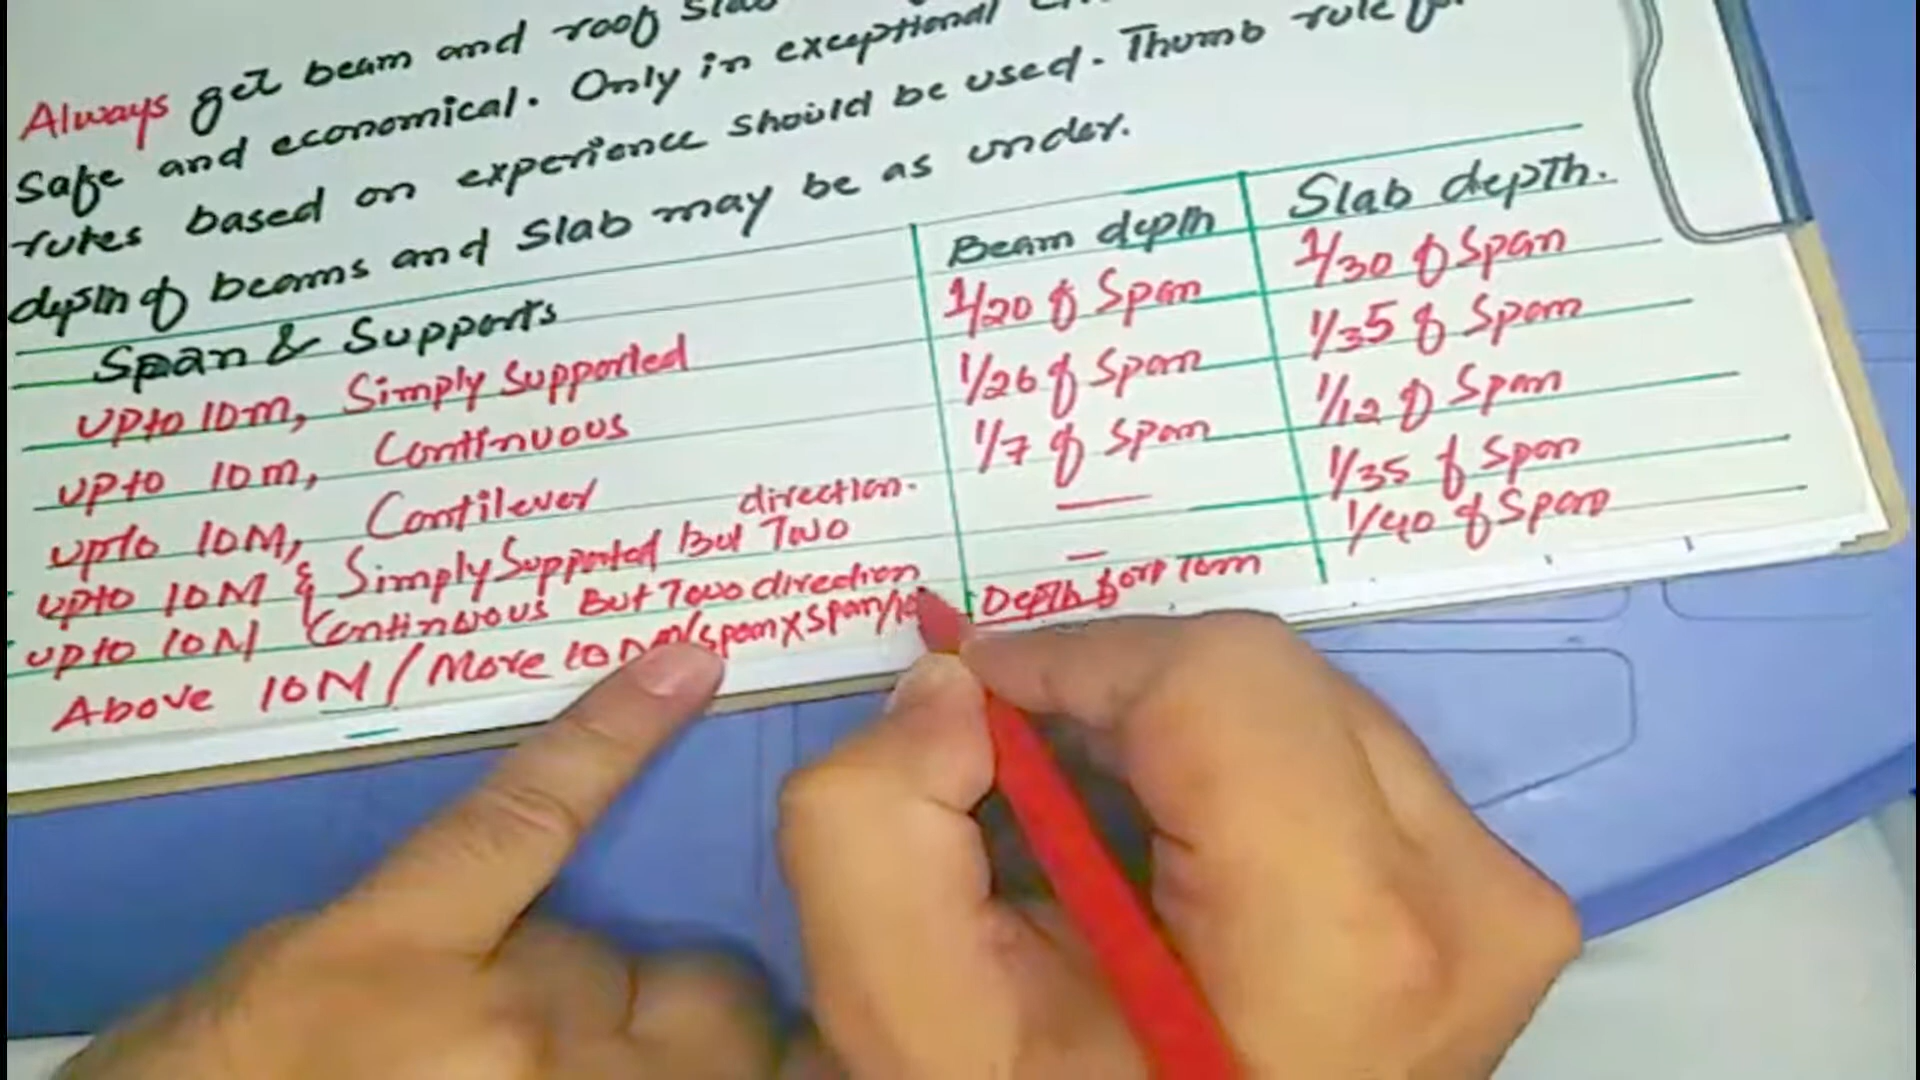 Always get beam and roof Slab
Safe and economical. Only in exceptional
rules based on experience should be used. Thumb rule for
depth of beams and Slab may be as under.
Span & Supports Beam depth Slab depth.
upto 10m, Simply Supported 1/20 of Span 1/30 of Span
upto 10m, Continuous 1/26 of Span 1/35 of Span
upto 10M, Cantilever 1/7 of Span 1/12 of Span
upto 10M & Simply Supported But Two direction. — 1/35 of Span
upto 10M Continuous But Two direction — 1/40 of Span
Above 10M / More 10M span x span/10 Depth for 10m